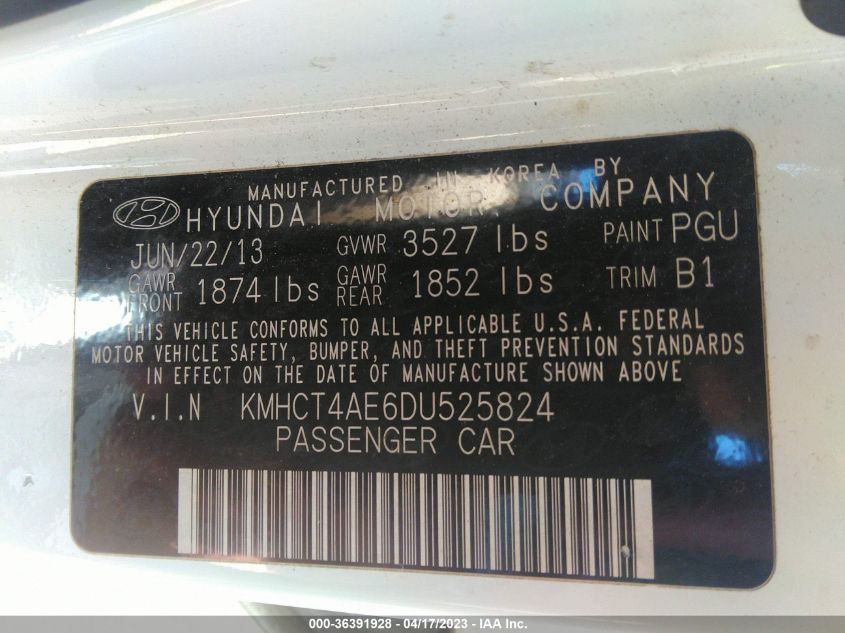 MANUFACTURED IN KOREA BY
HYUNDAI MOTOR COMPANY
JUN/22/13 GVWR 3527 lbs PAINT PGU
GAWR FRONT 1874 lbs GAWR REAR 1852 lbs TRIM B1
THIS VEHICLE CONFORMS TO ALL APPLICABLE U.S.A. FEDERAL
MOTOR VEHICLE SAFETY, BUMPER, AND THEFT PREVENTION STANDARDS
IN EFFECT ON THE DATE OF MANUFACTURE SHOWN ABOVE
V.I.N KMHCT4AE6DU525824
PASSENGER CAR
000-36391928 - 04/17/2023 - IAA Inc.